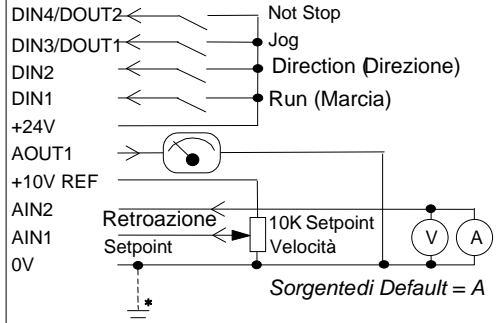 DIN4/DOUT2 Not Stop
DIN3/DOUT1 Jog
DIN2 Direction (Direzione)
DIN1 Run (Marcia)
+24V
AOUT1
+10V REF
AIN2 Retroazione 10K Setpoint V A
AIN1 Setpoint Velocità
0V
*
Sorgentedi Default = A